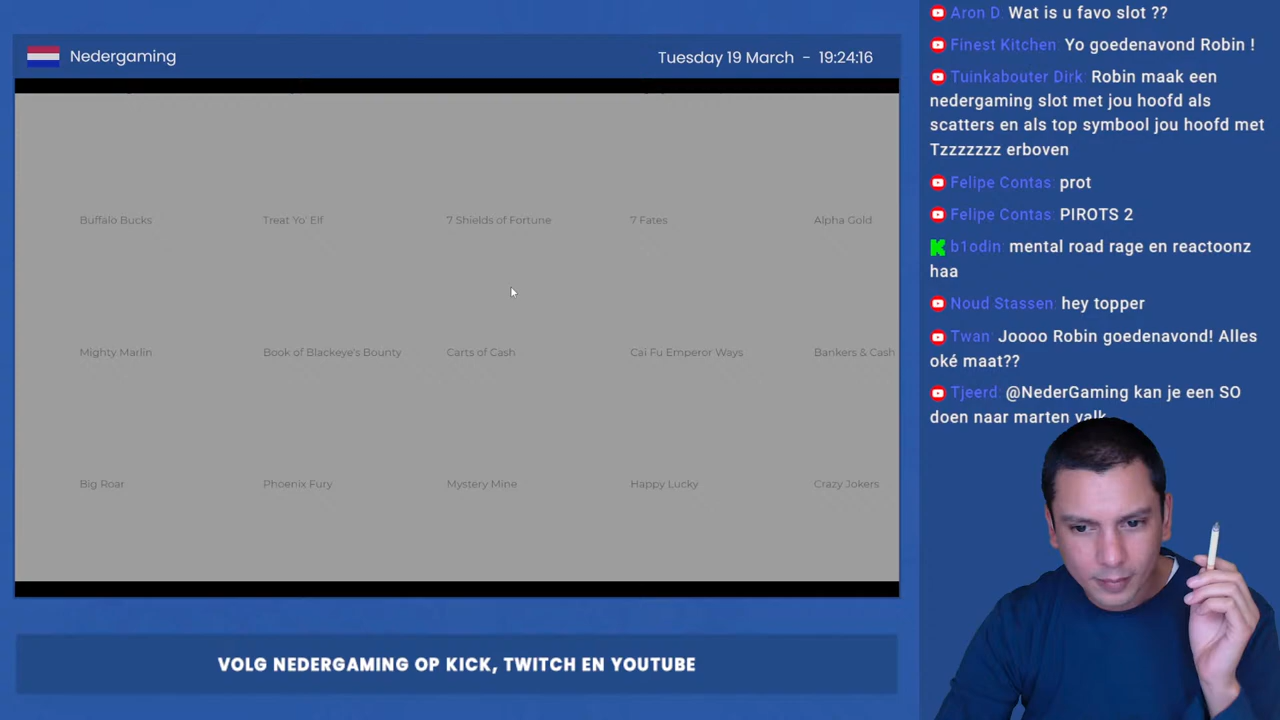 Nedergaming
Tuesday 19 March - 19:24:16
Buffalo Bucks
Treat Yo' Elf
7 Shields of Fortune
7 Fates
Alpha Gold
Mighty Marlin
Book of Blackeye's Bounty
Carts of Cash
Cai Fu Emperor Ways
Bankers & Cash
Big Roar
Phoenix Fury
Mystery Mine
Happy Lucky
Crazy Jokers
VOLG NEDERGAMING OP KICK, TWITCH EN YOUTUBE
Aron D: Wat is u favo slot ??
Finest Kitchen: Yo goedenavond Robin !
Tuinkabouter Dirk: Robin maak een
nedergaming slot met jou hoofd als
scatters en als top symbool jou hoofd met
Tzzzzzzz erboven
Felipe Contas: prot
Felipe Contas: PIROTS 2
b1odin: mental road rage en reactoonz
haa
Noud Stassen: hey topper
Twan: Joooo Robin goedenavond! Alles
oké maat??
Tjeerd: @NederGaming kan je een SO
doen naar marten valk